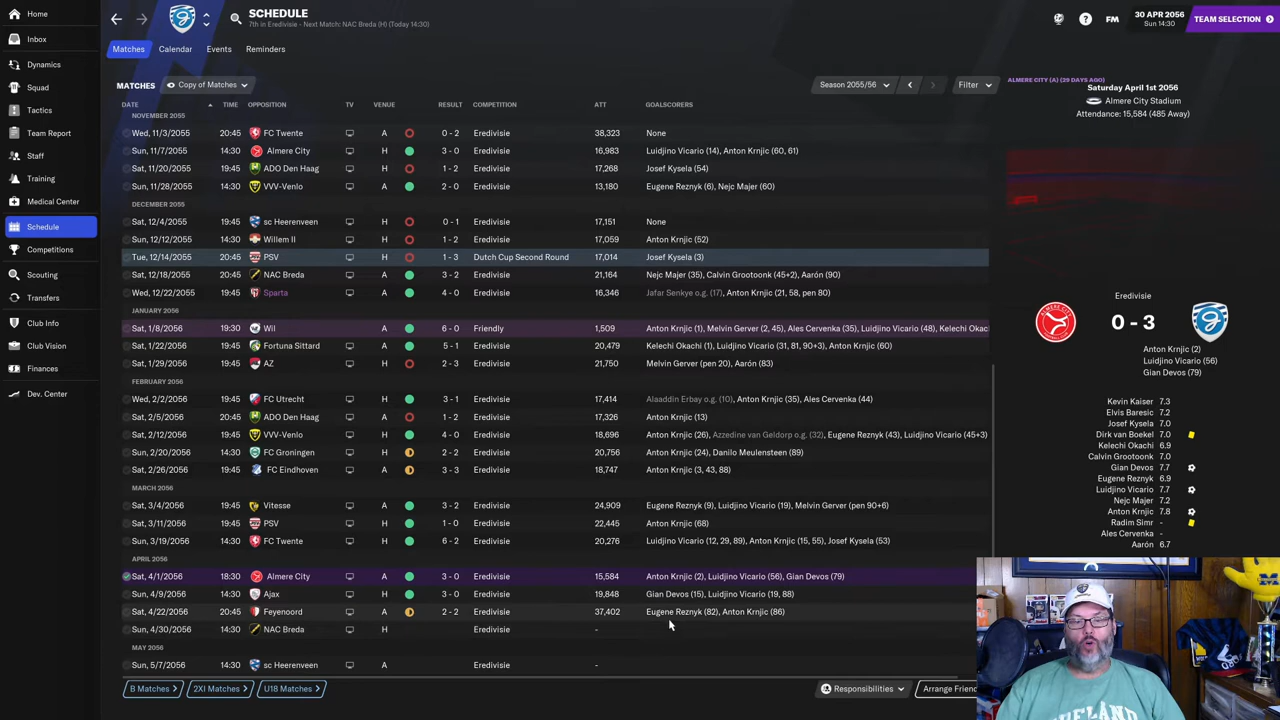 Home
SCHEDULE
7th in Eredivisie - Next Match: NAC Breda (H) (Today 14:30)
FM
30 APR 2056
Sun 14:30
TEAM SELECTION
Inbox
Matches Calendar Events Reminders
Dynamics
Squad
Tactics
Team Report
Staff
Training
Medical Center
Schedule
Competitions
Scouting
Transfers
Club Info
Club Vision
Finances
Dev. Center
MATCHES Copy of Matches Season 2055/56 Filter
DATE TIME OPPOSITION TV VENUE RESULT COMPETITION ATT GOALSCORERS
NOVEMBER 2055
Wed, 11/3/2055 20:45 FC Twente A 0 - 2 Eredivisie 38,323 None
Sun, 11/7/2055 14:30 Almere City H 3 - 0 Eredivisie 16,983 Luidjino Vicario (14), Anton Krnjic (60, 61)
Sat, 11/20/2055 19:45 ADO Den Haag H 1 - 2 Eredivisie 17,268 Josef Kysela (54)
Sun, 11/28/2055 14:30 VVV-Venlo A 2 - 0 Eredivisie 13,180 Eugene Reznyk (6), Nejc Majer (60)
DECEMBER 2055
Sat, 12/4/2055 19:45 sc Heerenveen H 0 - 1 Eredivisie 17,151 None
Sun, 12/12/2055 14:30 Willem II H 1 - 2 Eredivisie 17,059 Anton Krnjic (52)
Tue, 12/14/2055 20:45 PSV H 1 - 3 Dutch Cup Second Round 17,014 Josef Kysela (3)
Sat, 12/18/2055 20:45 NAC Breda A 3 - 2 Eredivisie 21,164 Nejc Majer (35), Calvin Grootoonk (45+2), Aarón (90)
Wed, 12/22/2055 19:45 Sparta A 4 - 0 Eredivisie 16,346 Jafar Senkye o.g. (17), Anton Krnjic (21, 58, pen 80)
JANUARY 2056
Sat, 1/8/2056 19:30 Wil A 6 - 0 Friendly 1,509 Anton Krnjic (1), Melvin Gerver (2, 45), Ales Cervenka (35), Luidjino Vicario (48), Kelechi Okac
Sat, 1/22/2056 19:45 Fortuna Sittard H 5 - 1 Eredivisie 20,479 Kelechi Okachi (1), Luidjino Vicario (31, 81, 90+3), Anton Krnjic (60)
Sat, 1/29/2056 19:45 AZ A 2 - 3 Eredivisie 21,750 Melvin Gerver (pen 20), Aarón (83)
FEBRUARY 2056
Wed, 2/2/2056 19:45 FC Utrecht H 3 - 1 Eredivisie 17,414 Alaaddin Erbay o.g. (10), Anton Krnjic (35), Ales Cervenka (44)
Sat, 2/5/2056 20:45 ADO Den Haag A 1 - 2 Eredivisie 17,326 Anton Krnjic (13)
Sat, 2/12/2056 19:45 VVV-Venlo H 4 - 0 Eredivisie 18,696 Anton Krnjic (26), Azzedine van Geldorp o.g. (32), Eugene Reznyk (43), Luidjino Vicario (45+3)
Sun, 2/20/2056 14:30 FC Groningen H 2 - 2 Eredivisie 20,756 Anton Krnjic (24), Danilo Meulensteen (89)
Sat, 2/26/2056 19:45 FC Eindhoven A 3 - 3 Eredivisie 18,747 Anton Krnjic (3, 43, 88)
MARCH 2056
Sat, 3/4/2056 19:45 Vitesse A 3 - 2 Eredivisie 24,909 Eugene Reznyk (9), Luidjino Vicario (19), Melvin Gerver (pen 90+6)
Sat, 3/11/2056 19:45 PSV A 1 - 0 Eredivisie 22,445 Anton Krnjic (68)
Sun, 3/19/2056 14:30 FC Twente H 6 - 2 Eredivisie 20,276 Luidjino Vicario (12, 29, 89), Anton Krnjic (15, 55), Josef Kysela (53)
APRIL 2056
Sat, 4/1/2056 18:30 Almere City A 3 - 0 Eredivisie 15,584 Anton Krnjic (2), Luidjino Vicario (56), Gian Devos (79)
Sun, 4/9/2056 14:30 Ajax H 3 - 0 Eredivisie 19,848 Gian Devos (15), Luidjino Vicario (19, 88)
Sat, 4/22/2056 20:45 Feyenoord A 2 - 2 Eredivisie 37,402 Eugene Reznyk (82), Anton Krnjic (86)
Sun, 4/30/2056 14:30 NAC Breda H Eredivisie -
MAY 2056
Sun, 5/7/2056 14:30 sc Heerenveen A Eredivisie -
B Matches 2XI Matches U18 Matches Responsibilities Arrange Friend
ALMERE CITY (A) (29 DAYS AGO)
Saturday April 1st 2056
Almere City Stadium
Attendance: 15,584 (485 Away)
Eredivisie
0 - 3
Anton Krnjic (2)
Luidjino Vicario (56)
Gian Devos (79)
Kevin Kaiser 7.3
Elvis Baresic 7.2
Josef Kysela 7.0
Dirk van Boekel 7.0
Kelechi Okachi 6.9
Calvin Grootoonk 7.0
Gian Devos 7.7
Eugene Reznyk 6.9
Luidjino Vicario 7.7
Nejc Majer 7.2
Anton Krnjic 7.8
Radim Simr -
Ales Cervenka -
Aarón 6.7